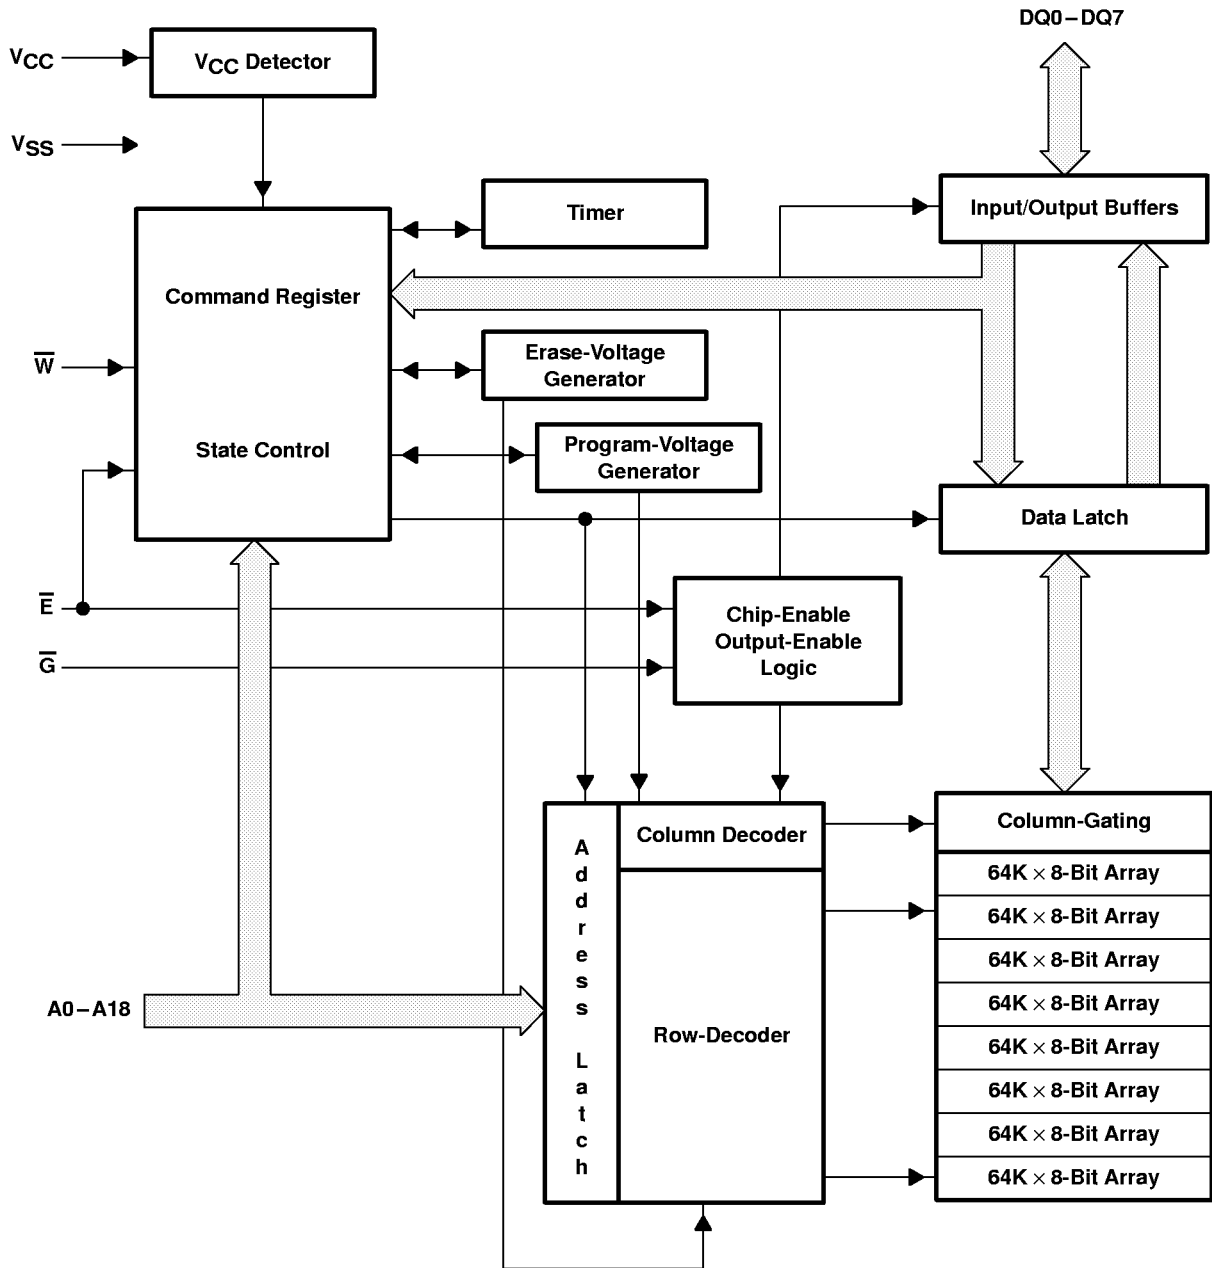 DQ0–DQ7
VCC
VCC Detector
VSS
Timer
Input/Output Buffers
Command Register
W̅
Erase-Voltage
Generator
State Control
Program-Voltage
Generator
Data Latch
E̅
Chip-Enable
Output-Enable
Logic
G̅
Column Decoder
Column-Gating
Address Latch
64K × 8-Bit Array
64K × 8-Bit Array
64K × 8-Bit Array
64K × 8-Bit Array
64K × 8-Bit Array
64K × 8-Bit Array
64K × 8-Bit Array
64K × 8-Bit Array
A0–A18
Row-Decoder